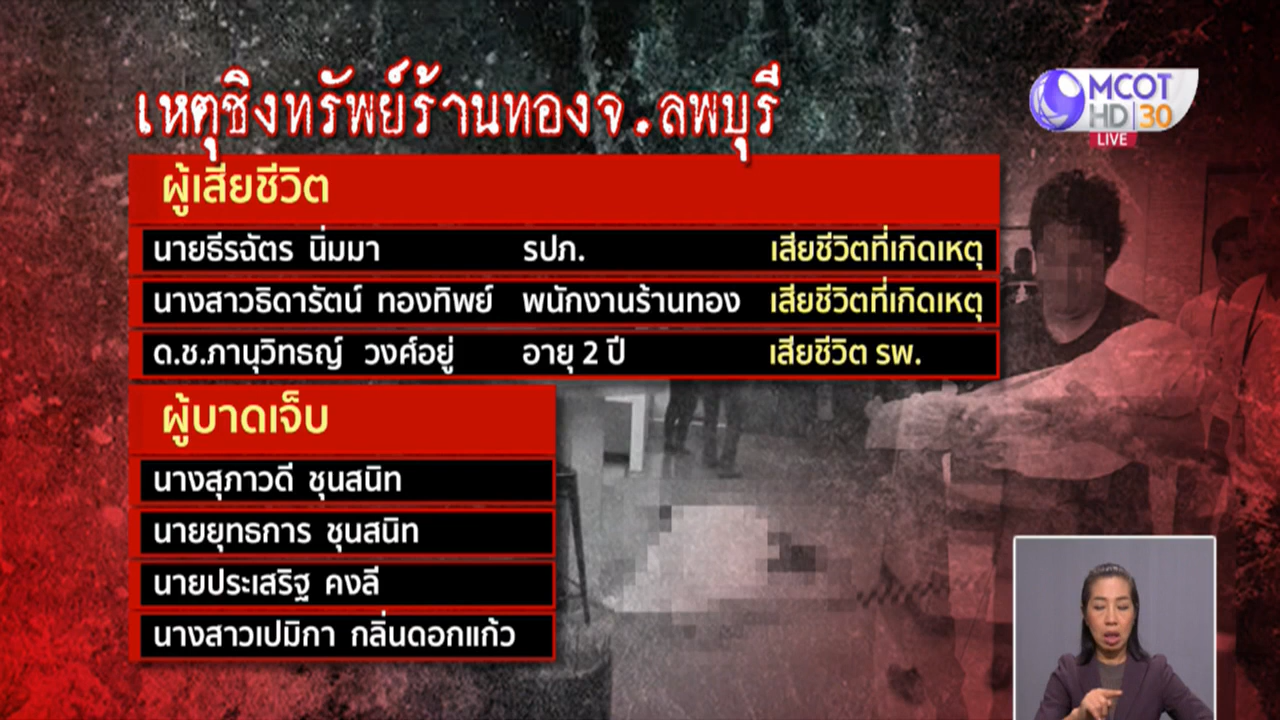 เหตุชิงทรัพย์ร้านทองจ.ลพบุรี
MCOT
HD 30
LIVE
ผู้เสียชีวิต
นายธีรฉัตร นิ่มมา รปภ. เสียชีวิตที่เกิดเหตุ
นางสาวธิดารัตน์ ทองทิพย์ พนักงานร้านทอง เสียชีวิตที่เกิดเหตุ
ด.ช.ภานุวิทธญ์ วงศ์อยู่ อายุ 2 ปี เสียชีวิต รพ.
ผู้บาดเจ็บ
นางสุภาวดี ชุนสนิท
นายยุทธการ ชุนสนิท
นายประเสริฐ คงลี
นางสาวเปมิกา กลิ่นดอกแก้ว